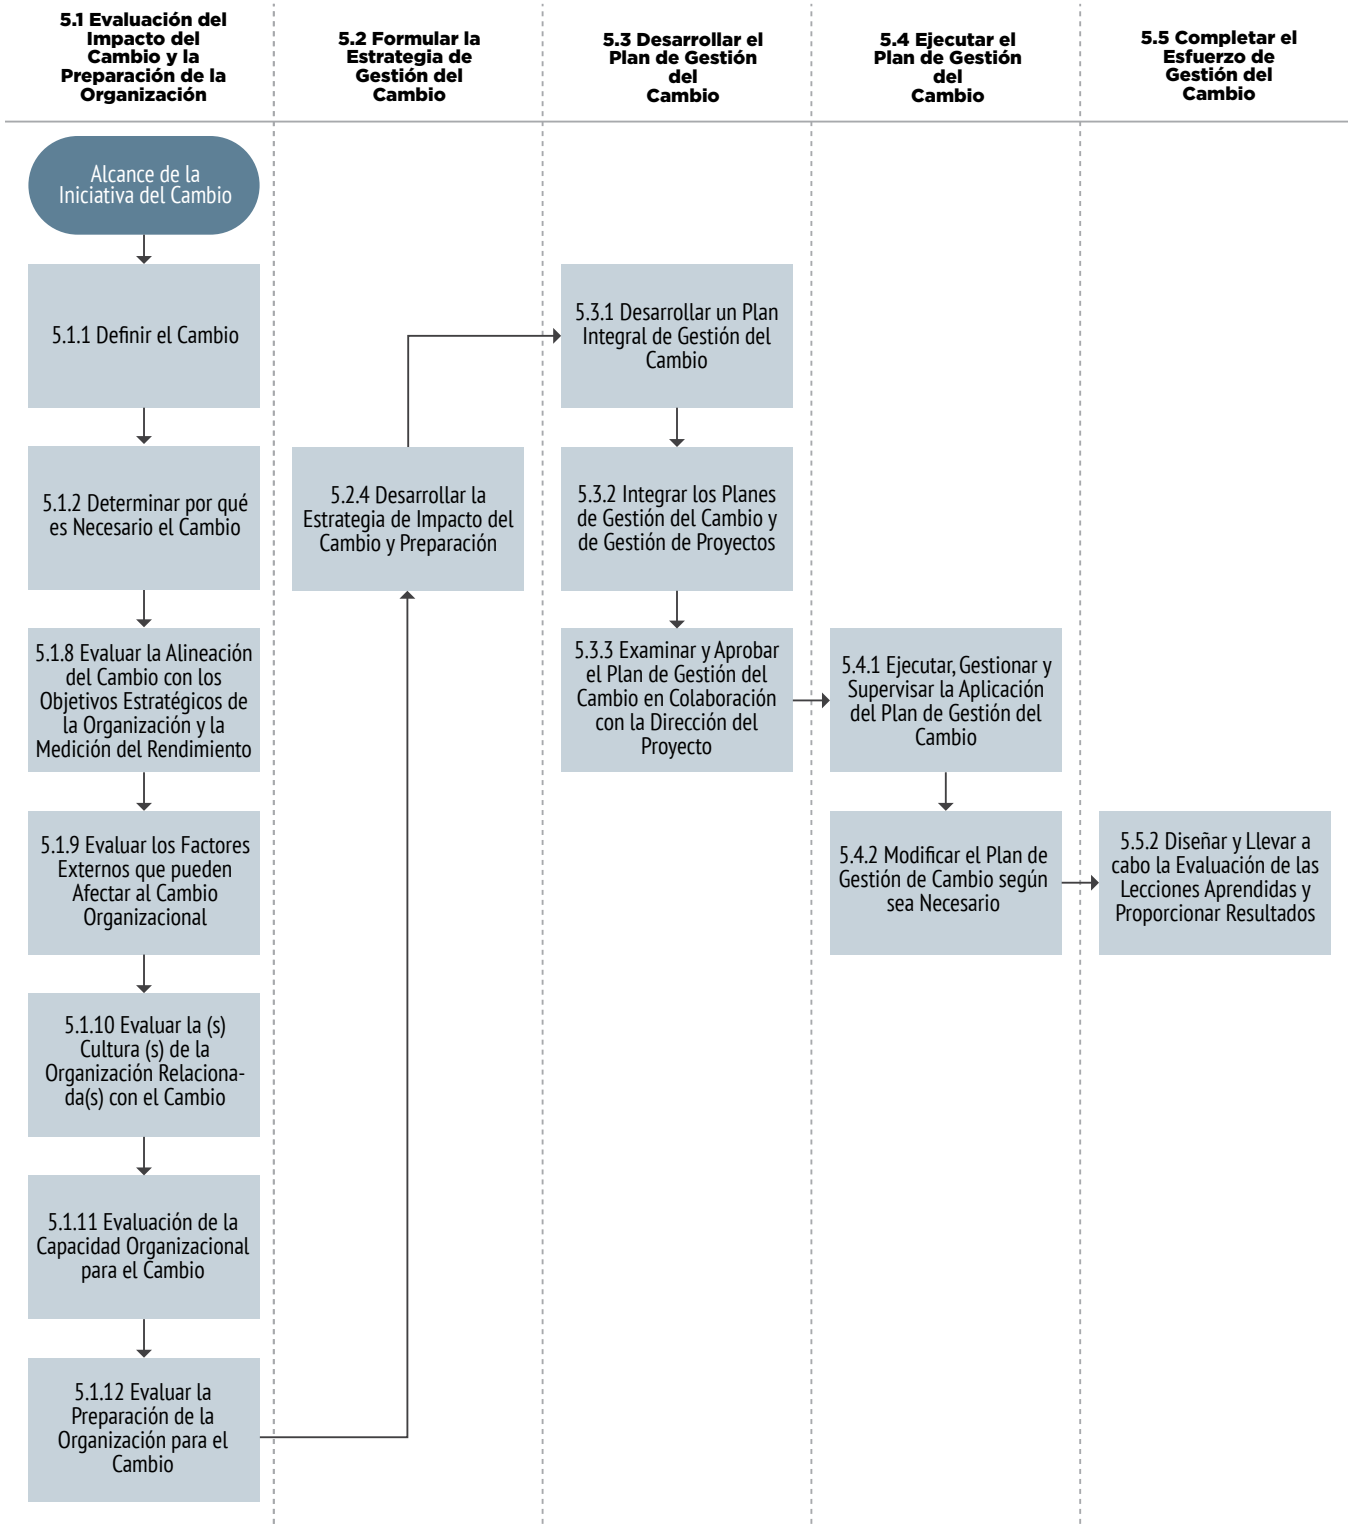 5.1 Evaluación del
Impacto del
Cambio y la
Preparación de la
Organización
5.2 Formular la
Estrategia de
Gestión del
Cambio
5.3 Desarrollar el
Plan de Gestión
del
Cambio
5.4 Ejecutar el
Plan de Gestión
del
Cambio
5.5 Completar el
Esfuerzo de
Gestión del
Cambio
Alcance de la
Iniciativa del Cambio
5.1.1 Definir el Cambio
5.1.2 Determinar por qué
es Necesario el Cambio
5.1.8 Evaluar la Alineación
del Cambio con los
Objetivos Estratégicos de
la Organización y la
Medición del Rendimiento
5.1.9 Evaluar los Factores
Externos que pueden
Afectar al Cambio
Organizacional
5.1.10 Evaluar la (s)
Cultura (s) de la
Organización Relaciona-
da(s) con el Cambio
5.1.11 Evaluación de la
Capacidad Organizacional
para el Cambio
5.1.12 Evaluar la
Preparación de la
Organización para el
Cambio
5.2.4 Desarrollar la
Estrategia de Impacto del
Cambio y Preparación
5.3.1 Desarrollar un Plan
Integral de Gestión del
Cambio
5.3.2 Integrar los Planes
de Gestión del Cambio y
de Gestión de Proyectos
5.3.3 Examinar y Aprobar
el Plan de Gestión del
Cambio en Colaboración
con la Dirección del
Proyecto
5.4.1 Ejecutar, Gestionar y
Supervisar la Aplicación
del Plan de Gestión del
Cambio
5.4.2 Modificar el Plan de
Gestión de Cambio según
sea Necesario
5.5.2 Diseñar y Llevar a
cabo la Evaluación de las
Lecciones Aprendidas y
Proporcionar Resultados